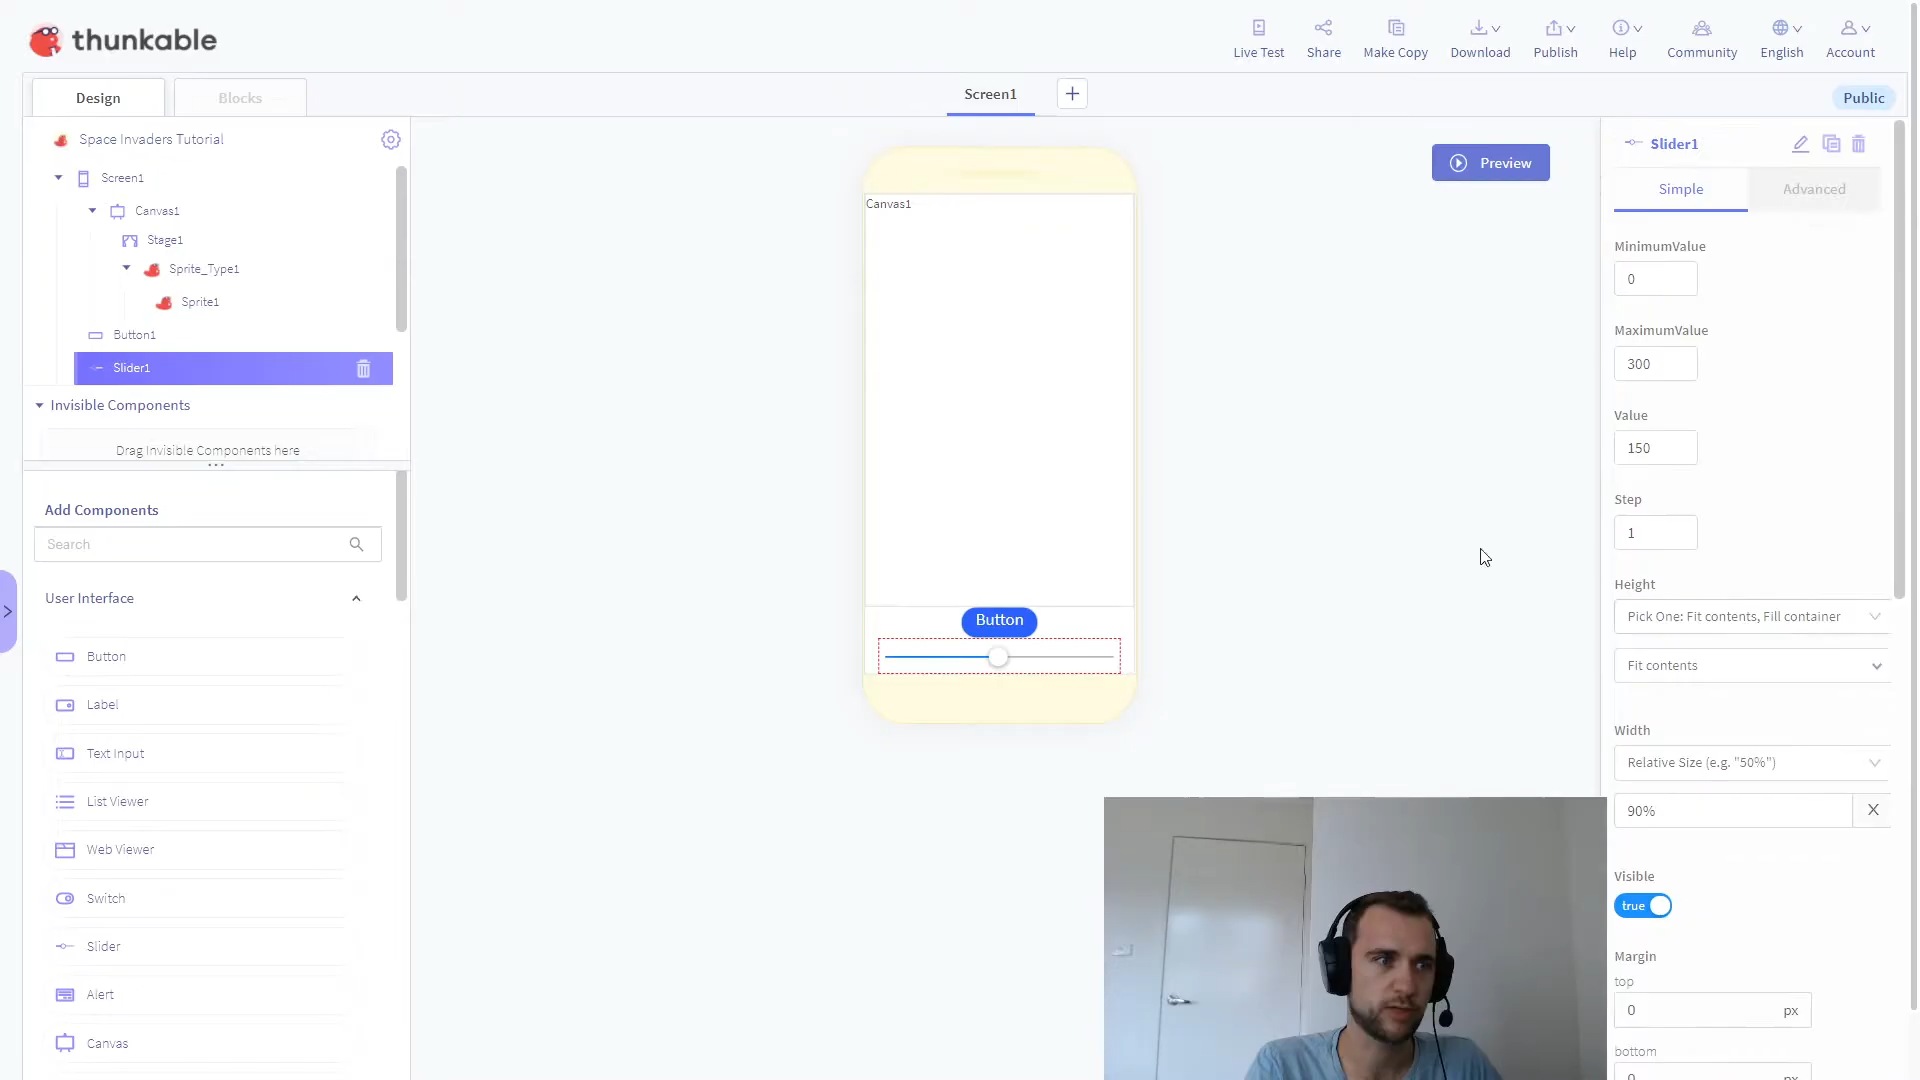 thunkable
Live Test
Share
Make Copy
Download
Publish
Help
Community
English
Account
Design
Blocks
Screen1
+
Public
Space Invaders Tutorial
Screen1
Canvas1
Stage1
Sprite_Type1
Sprite1
Button1
Slider1
Invisible Components
Drag Invisible Components here
Add Components
Search
User Interface
Button
Label
Text Input
List Viewer
Web Viewer
Switch
Slider
Alert
Canvas
Canvas1
Button
Preview
Slider1
Simple
Advanced
MinimumValue
0
MaximumValue
300
Value
150
Step
1
Height
Pick One: Fit contents, Fill container
Fit contents
Width
Relative Size (e.g. "50%")
90%
X
Visible
true
Margin
top
0 px
bottom
0 px